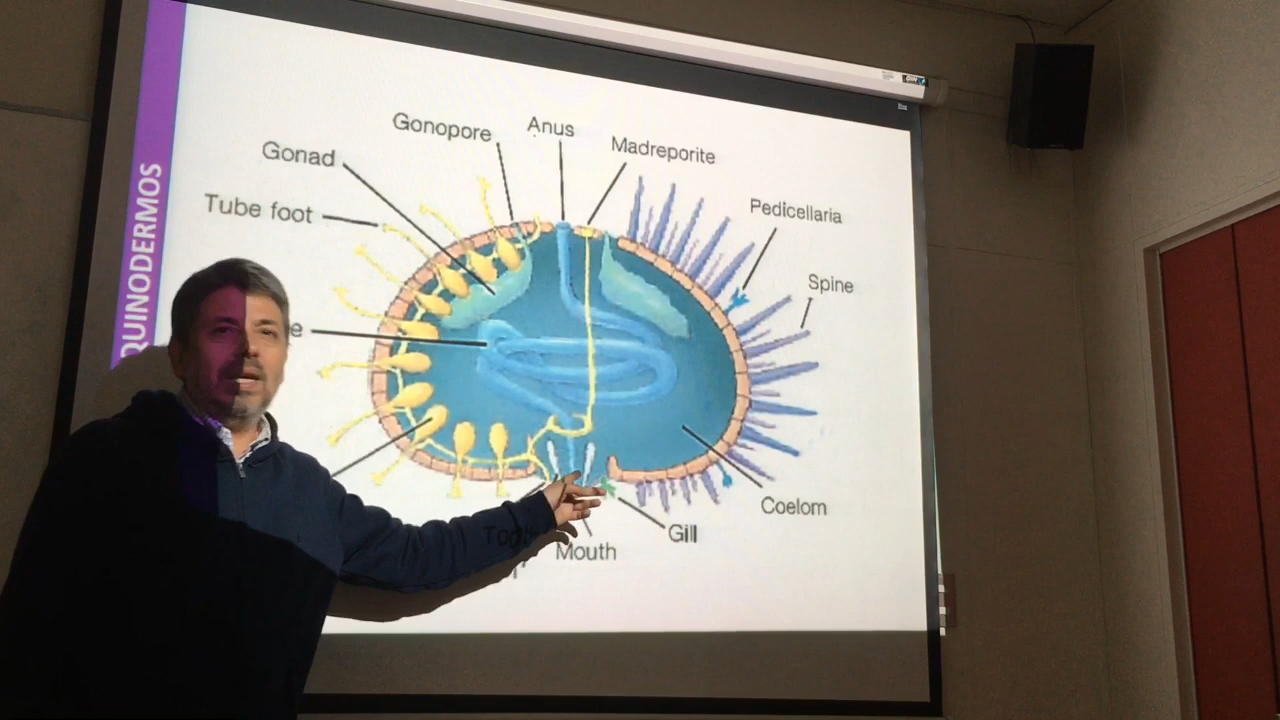 QUINODERMOS
Gonopore
Anus
Madreporite
Gonad
Tube foot
Pedicellaria
Spine
e
Coelom
Gill
Mouth